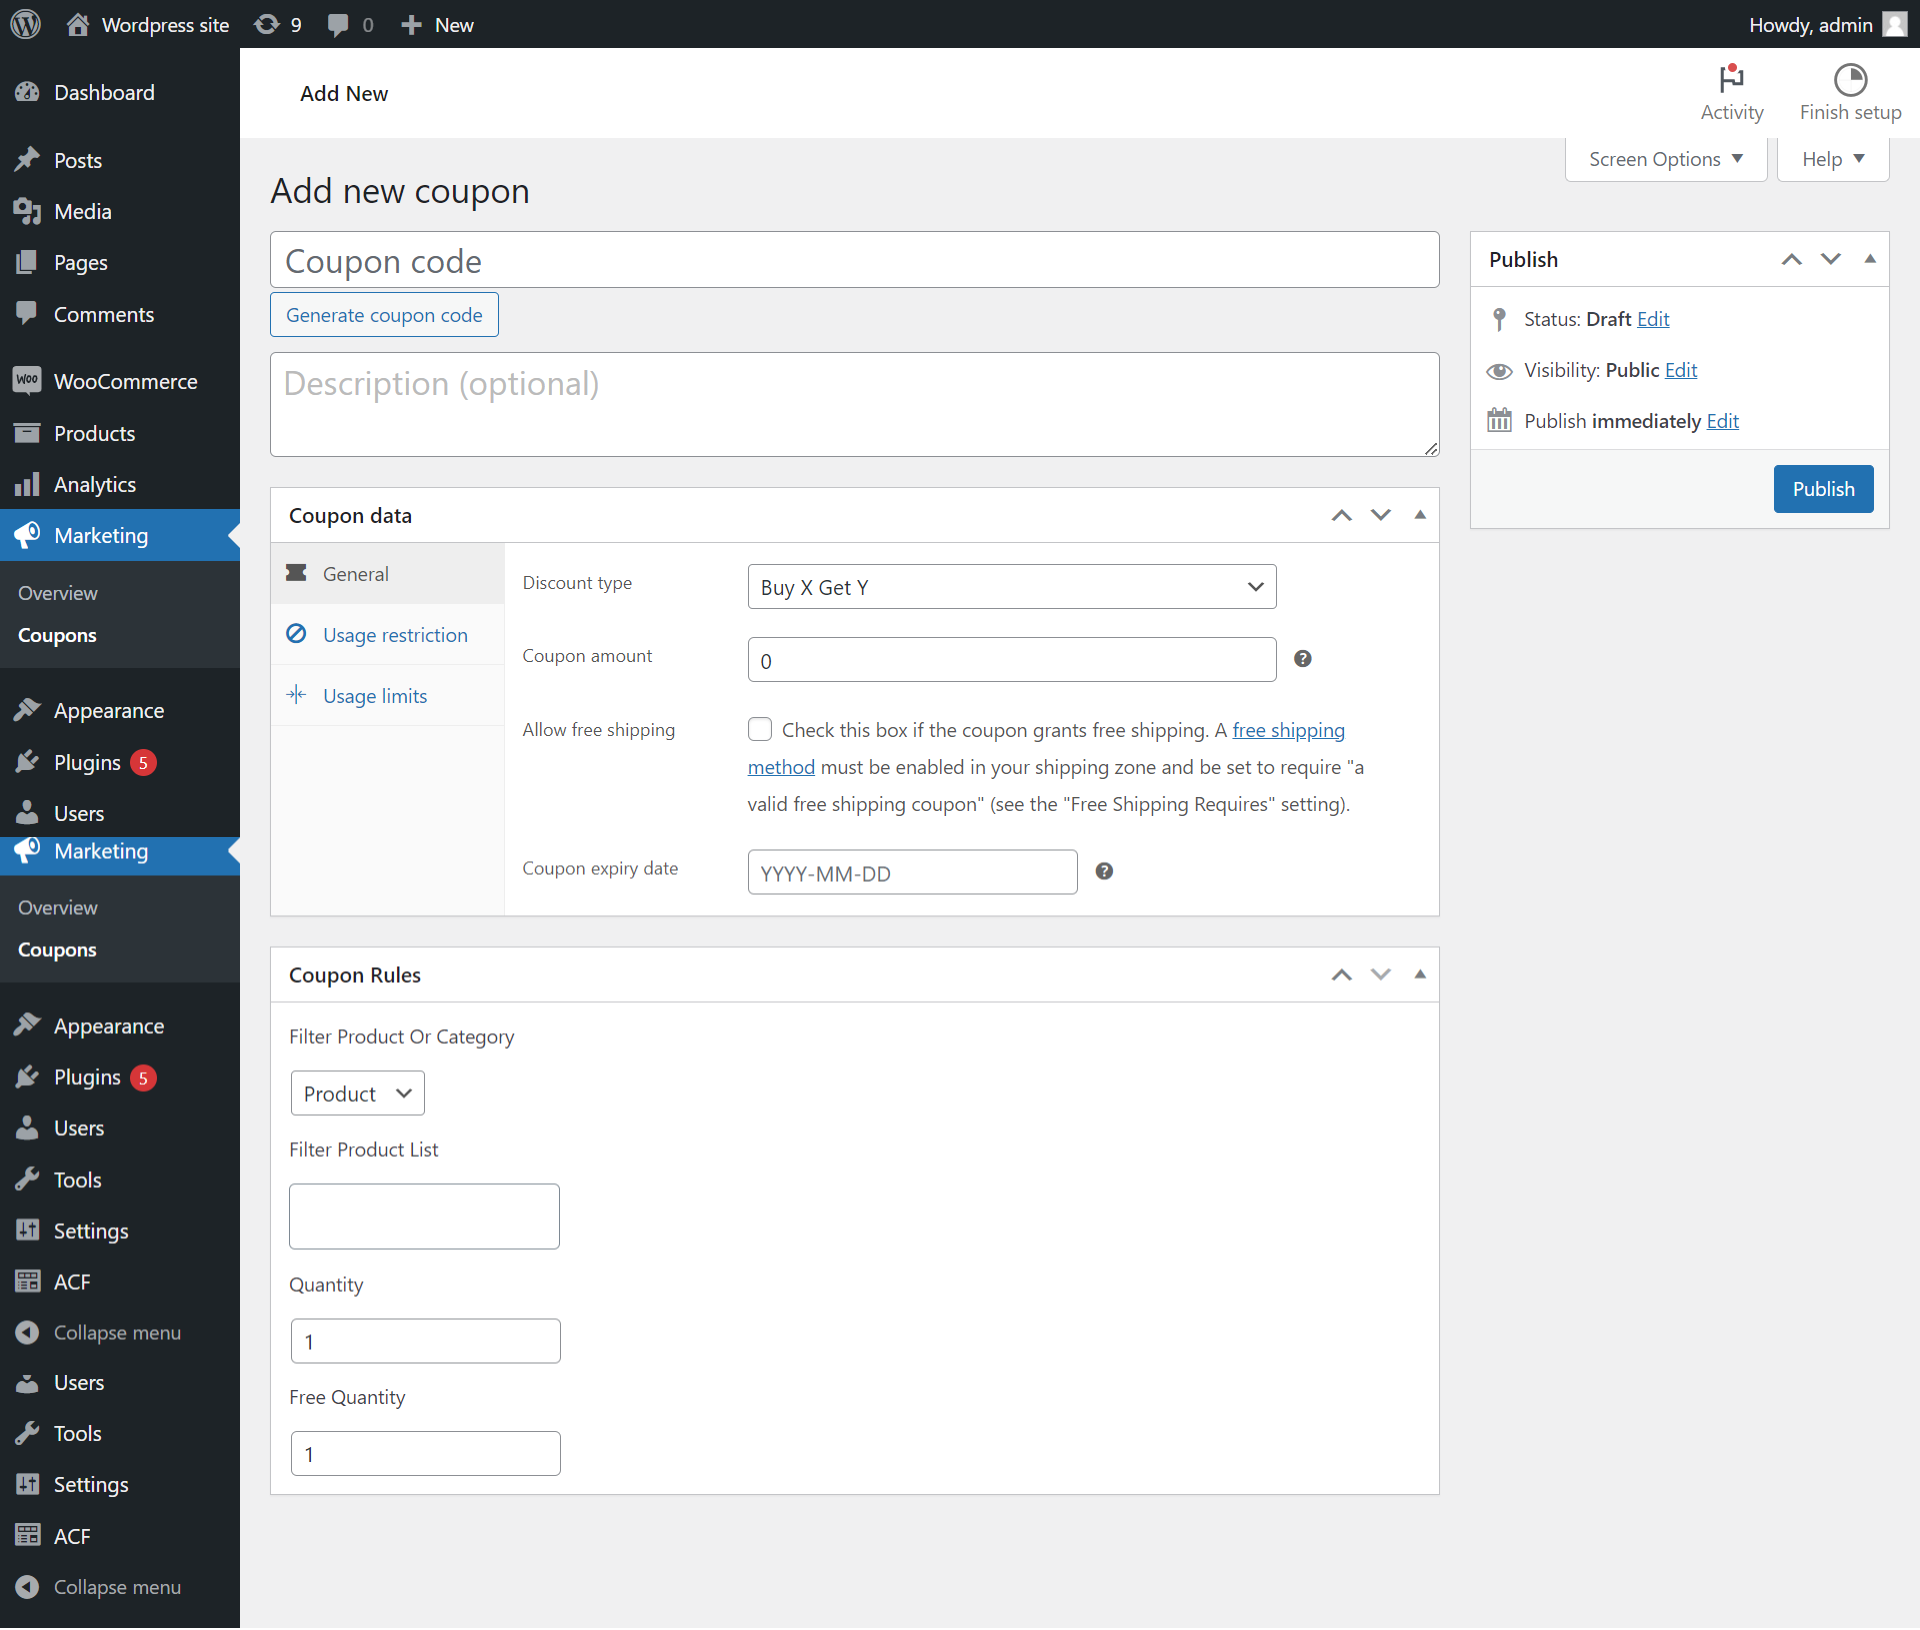 Wordpress site 9 0 New Howdy, admin
Dashboard
Posts
Media
Pages
Comments
WooCommerce
Products
Analytics
Marketing
Overview
Coupons
Appearance
Plugins 5
Users
Marketing
Overview
Coupons
Appearance
Plugins 5
Users
Tools
Settings
ACF
Collapse menu
Users
Tools
Settings
ACF
Collapse menu
Add New
Activity
Finish setup
Screen Options
Help
Add new coupon
Coupon code
Generate coupon code
Description (optional)
Coupon data
General
Usage restriction
Usage limits
Discount type
Buy X Get Y
Coupon amount
0
Allow free shipping
Check this box if the coupon grants free shipping. A free shipping
method must be enabled in your shipping zone and be set to require "a
valid free shipping coupon" (see the "Free Shipping Requires" setting).
Coupon expiry date
YYYY-MM-DD
Coupon Rules
Filter Product Or Category
Product
Filter Product List
Quantity
1
Free Quantity
1
Publish
Status: Draft Edit
Visibility: Public Edit
Publish immediately Edit
Publish